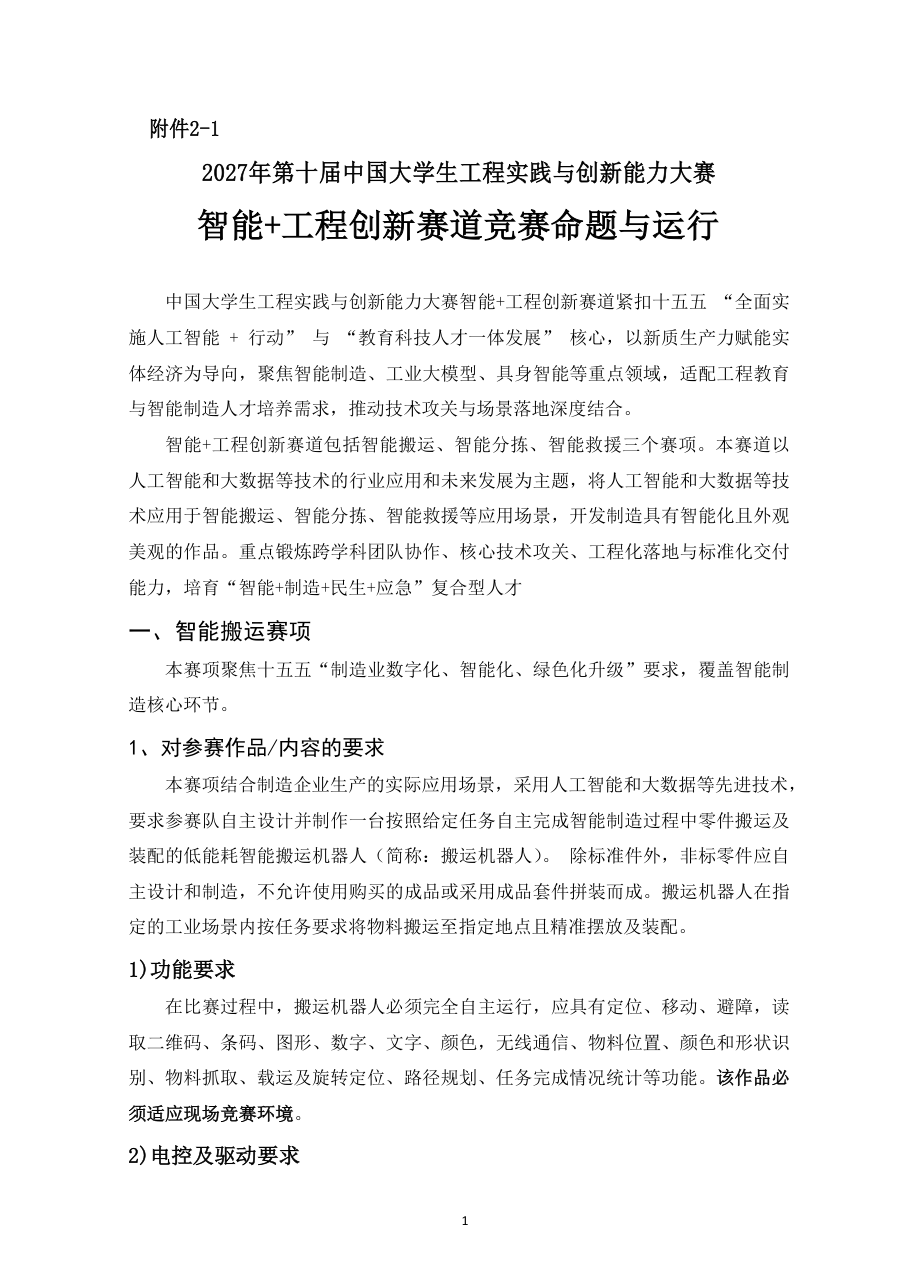 附件2-1
2027年第十届中国大学生工程实践与创新能力大赛
智能+工程创新赛道竞赛命题与运行
中国大学生工程实践与创新能力大赛智能+工程创新赛道紧扣十五五 “全面实
施人工智能 + 行动” 与 “教育科技人才一体发展” 核心，以新质生产力赋能实
体经济为导向，聚焦智能制造、工业大模型、具身智能等重点领域，适配工程教育
与智能制造人才培养需求，推动技术攻关与场景落地深度结合。
智能+工程创新赛道包括智能搬运、智能分拣、智能救援三个赛项。本赛道以
人工智能和大数据等技术的行业应用和未来发展为主题，将人工智能和大数据等技
术应用于智能搬运、智能分拣、智能救援等应用场景，开发制造具有智能化且外观
美观的作品。重点锻炼跨学科团队协作、核心技术攻关、工程化落地与标准化交付
能力，培育“智能+制造+民生+应急”复合型人才
一、智能搬运赛项
本赛项聚焦十五五“制造业数字化、智能化、绿色化升级”要求，覆盖智能制
造核心环节。
1、对参赛作品/内容的要求
本赛项结合制造企业生产的实际应用场景，采用人工智能和大数据等先进技术，
要求参赛队自主设计并制作一台按照给定任务自主完成智能制造过程中零件搬运及
装配的低能耗智能搬运机器人（简称：搬运机器人）。 除标准件外，非标零件应自
主设计和制造，不允许使用购买的成品或采用成品套件拼装而成。搬运机器人在指
定的工业场景内按任务要求将物料搬运至指定地点且精准摆放及装配。
1)功能要求
在比赛过程中，搬运机器人必须完全自主运行，应具有定位、移动、避障，读
取二维码、条码、图形、数字、文字、颜色，无线通信、物料位置、颜色和形状识
别、物料抓取、载运及旋转定位、路径规划、任务完成情况统计等功能。该作品必
须适应现场竞赛环境。
2)电控及驱动要求
1